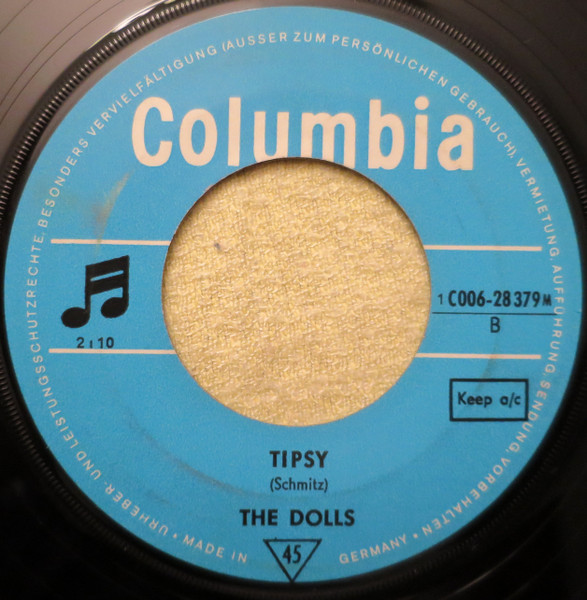 URHEBER- UND LEISTUNGSSCHUTZRECHTE, BESONDERS VERVIELFÄLTIGUNG (AUSSER ZUM PERSÖNLICHEN GEBRAUCH), VERMIETUNG, AUFFÜHRUNG, SENDUNG, VORBEHALTEN
Columbia
1 C006-28 379 M
B
2:10
Keep a/c
TIPSY
(Schmitz)
THE DOLLS
45
• MADE IN GERMANY •